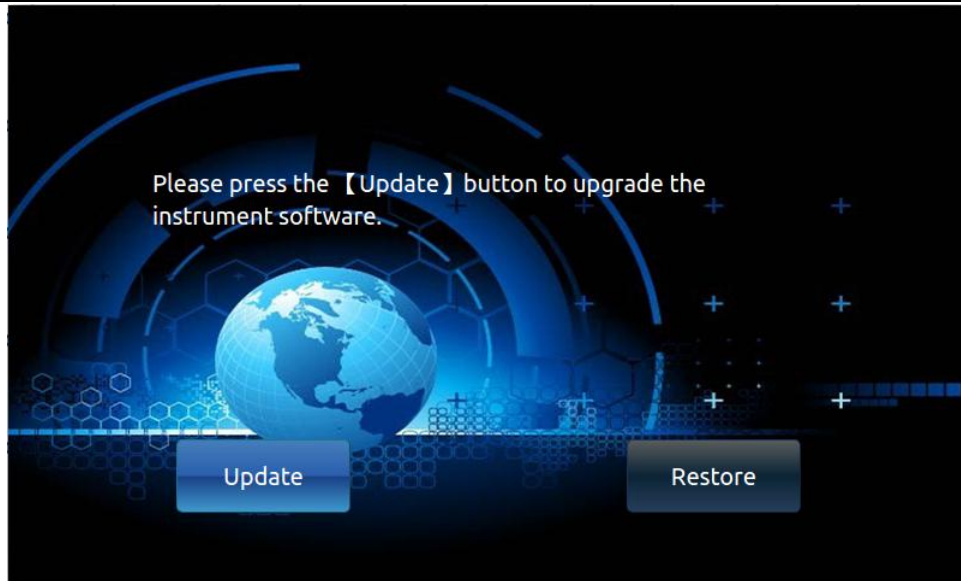 Please press the 【Update】button to upgrade the
instrument software.
Update
Restore